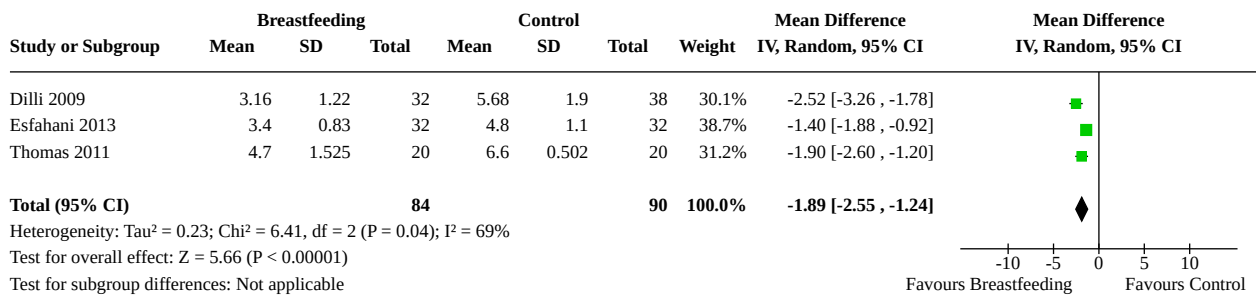 Breastfeeding Control Mean Difference Mean Difference
Study or Subgroup Mean SD Total Mean SD Total Weight IV, Random, 95% CI IV, Random, 95% CI
Dilli 2009 3.16 1.22 32 5.68 1.9 38 30.1% -2.52 [-3.26 , -1.78]
Esfahani 2013 3.4 0.83 32 4.8 1.1 32 38.7% -1.40 [-1.88 , -0.92]
Thomas 2011 4.7 1.525 20 6.6 0.502 20 31.2% -1.90 [-2.60 , -1.20]
Total (95% CI) 84 90 100.0% -1.89 [-2.55 , -1.24]
Heterogeneity: Tau² = 0.23; Chi² = 6.41, df = 2 (P = 0.04); I² = 69%
Test for overall effect: Z = 5.66 (P < 0.00001)
-10 -5 0 5 10
Test for subgroup differences: Not applicable Favours Breastfeeding Favours Control